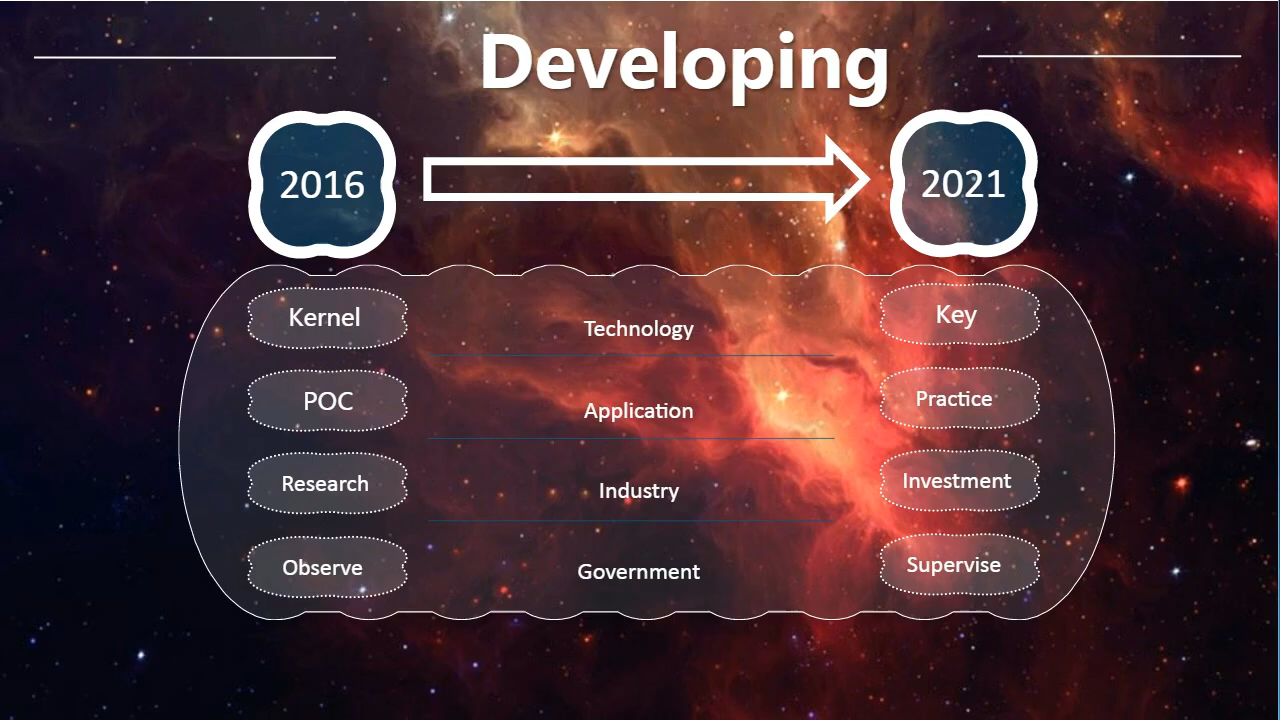 Developing
2016
2021
Kernel
Technology
Key
POC
Application
Practice
Research
Industry
Investment
Observe
Government
Supervise